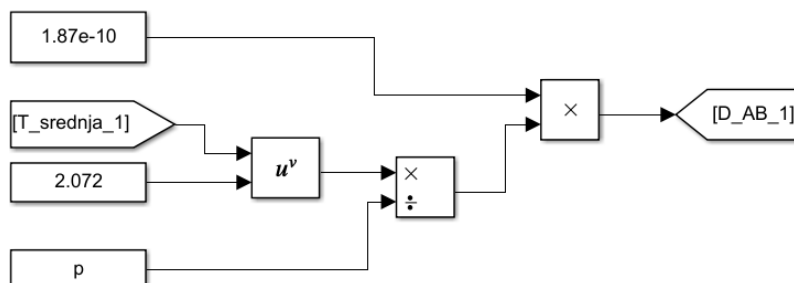 1.87e-10
[T_srednja_1]
2.072
u^v
×
÷
p
×
[D_AB_1]